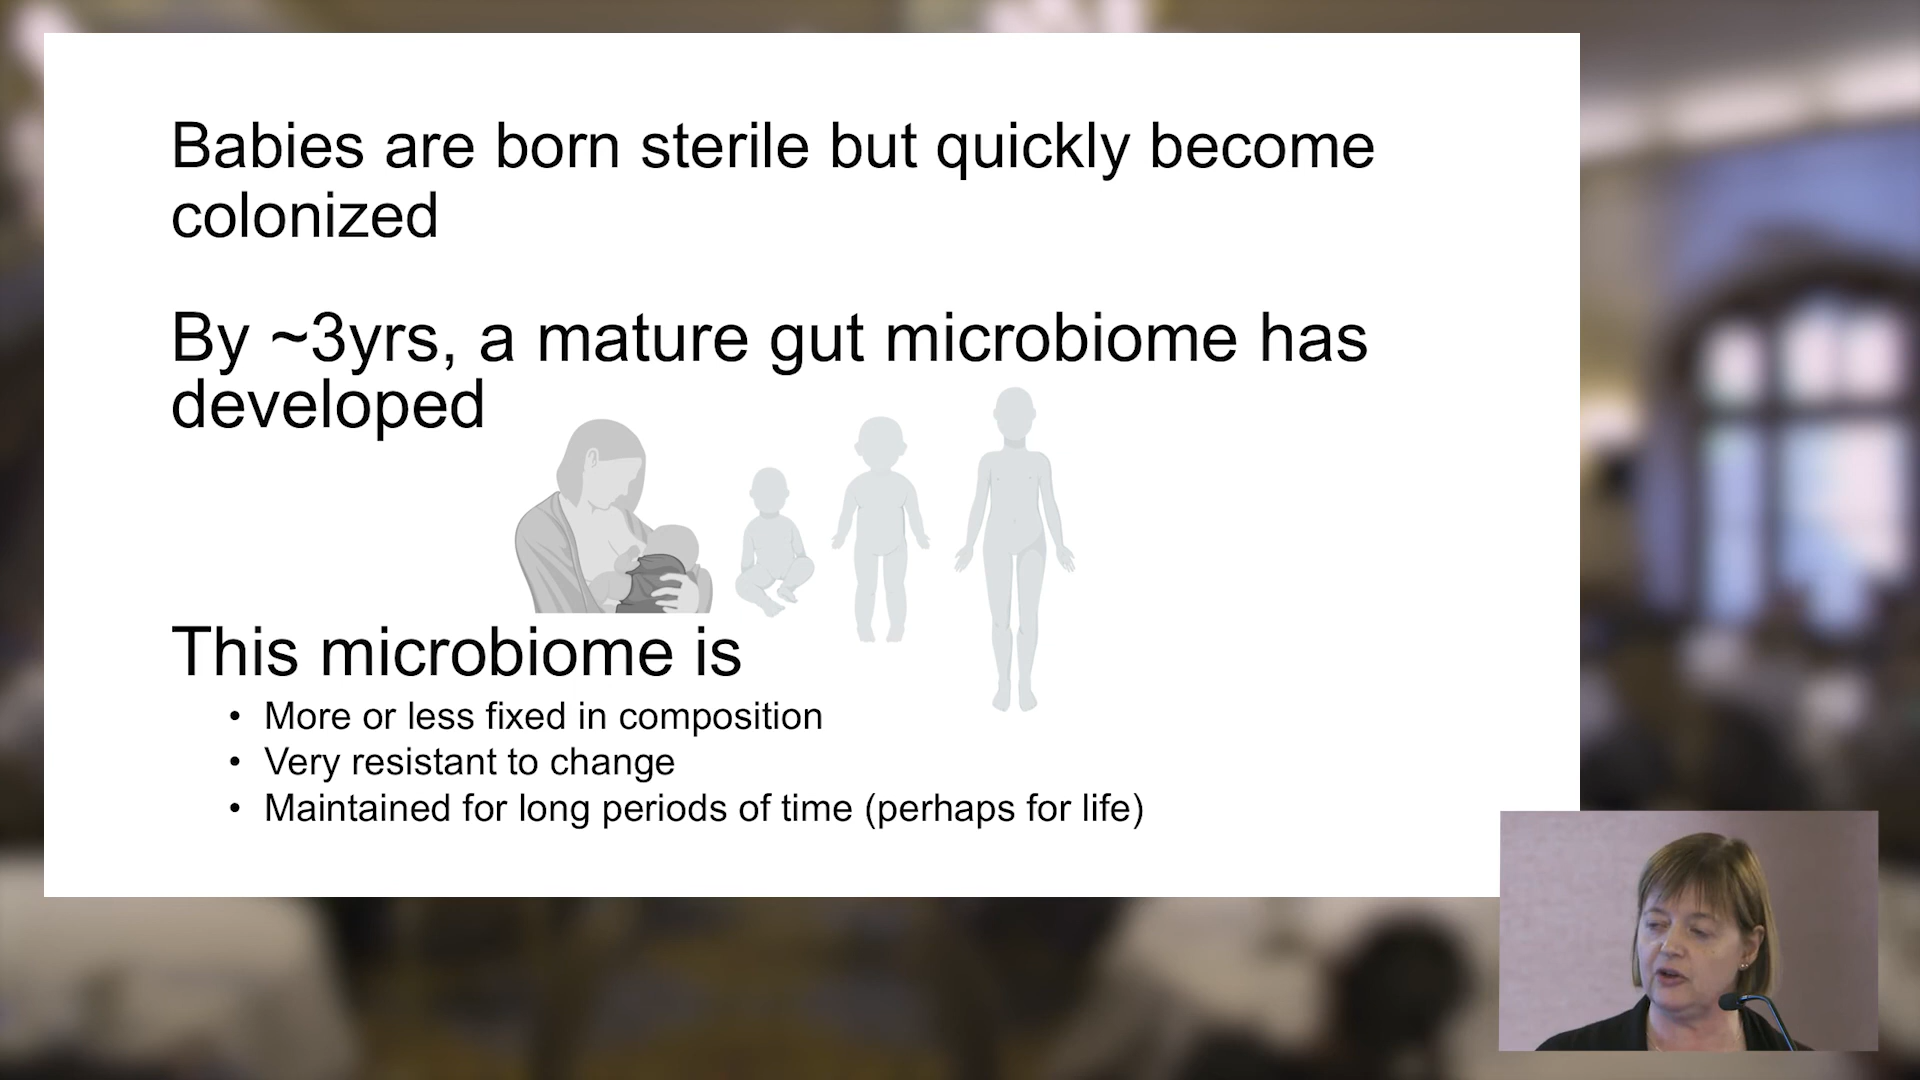 Babies are born sterile but quickly become
colonized
By ~3yrs, a mature gut microbiome has
developed
This microbiome is
• More or less fixed in composition
• Very resistant to change
• Maintained for long periods of time (perhaps for life)